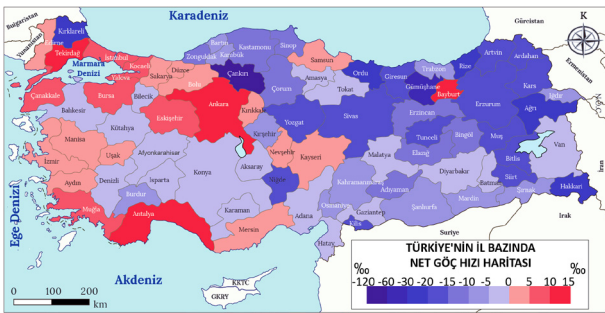 Karadeniz
Bulgaristan
Yunanistan
Gürcistan
Ermenistan
K
Kırklareli
Edirne
Tekirdağ
İstanbul
Marmara
Denizi
Kocaeli
Yalova
Sakarya
Düzce
Bolu
Zonguldak
Bartın
Karabük
Kastamonu
Sinop
Çankırı
Samsun
Amasya
Çorum
Tokat
Ordu
Giresun
Trabzon
Gümüşhane
Bayburt
Rize
Artvin
Ardahan
Kars
Iğdır
Ağrı
Erzurum
Erzincan
Çanakkale
Balıkesir
Bursa
Bilecik
Kütahya
Eskişehir
Ankara
Kırıkkale
Kırşehir
Yozgat
Sivas
Tunceli
Bingöl
Muş
Van
Bitlis
Elazığ
Malatya
Manisa
İzmir
Uşak
Afyonkarahisar
Aydın
Denizli
Isparta
Burdur
Muğla
Antalya
Konya
Aksaray
Nevşehir
Kayseri
Niğde
Karaman
Mersin
Adana
Kahramanmaraş
Osmaniye
Gaziantep
Kilis
Hatay
Adıyaman
Şanlıurfa
Diyarbakır
Mardin
Batman
Siirt
Şırnak
Hakkari
İran
Irak
Suriye
Ege Denizi
Akdeniz
KKTC
GKRY
0 100 200
km
TÜRKİYE'NİN İL BAZINDA
NET GÖÇ HIZI HARİTASI
‰ ‰
-120 -60 -30 -20 -15 -10 -5 0 5 10 15